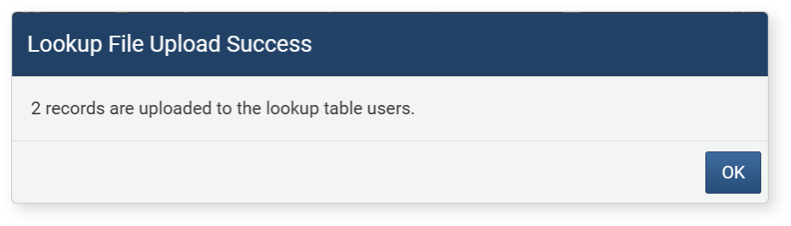 Lookup File Upload Success
2 records are uploaded to the lookup table users.
OK